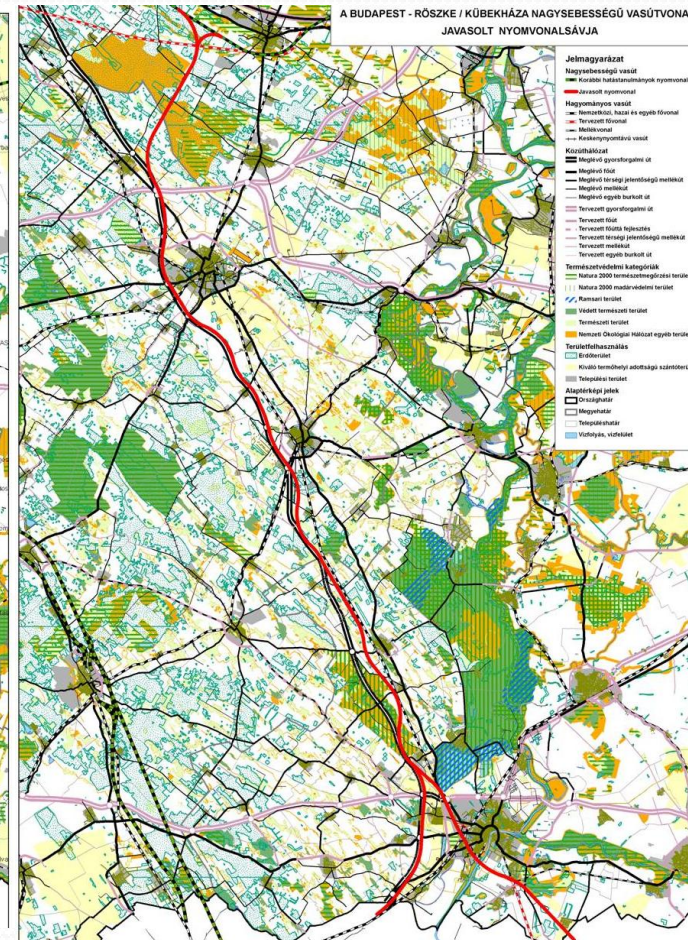 A BUDAPEST - RÖSZKE / KÜBEKHÁZA NAGYSEBESSÉGŰ VASÚTVONA
JAVASOLT NYOMVONALSÁVJA
Jelmagyarázat
Nagysebességű vasút
Korábbi hatástanulmányok nyomvonal
Javasolt nyomvonal
Hagyományos vasút
Nemzetközi, hazai és egyéb fővonal
Tervezett fővonal
Mellékvonal
Keskenynyomtávú vasút
Közúthálózat
Meglévő gyorsforgalmi út
Meglévő főút
Meglévő térségi jelentőségű mellékút
Meglévő mellékút
Meglévő egyéb burkolt út
Tervezett gyorsforgalmi út
Tervezett főút
Tervezett főúttá fejlesztés
Tervezett térségi jelentőségű mellékút
Tervezett mellékút
Tervezett egyéb burkolt út
Természetvédelmi kategóriák
Natura 2000 természetmegőrzési terüle
Natura 2000 madárvédelmi terület
Ramsari terület
Védett természeti terület
Természeti terület
Nemzeti Ökológiai Hálózat egyéb terüle
Területfelhasználás
Erdőterület
Kiváló termőhelyi adottságú szántóterü
Települési terület
Alaptérképi jelek
Országhatár
Megyehatár
Településhatár
Vízfolyás, vízfelület